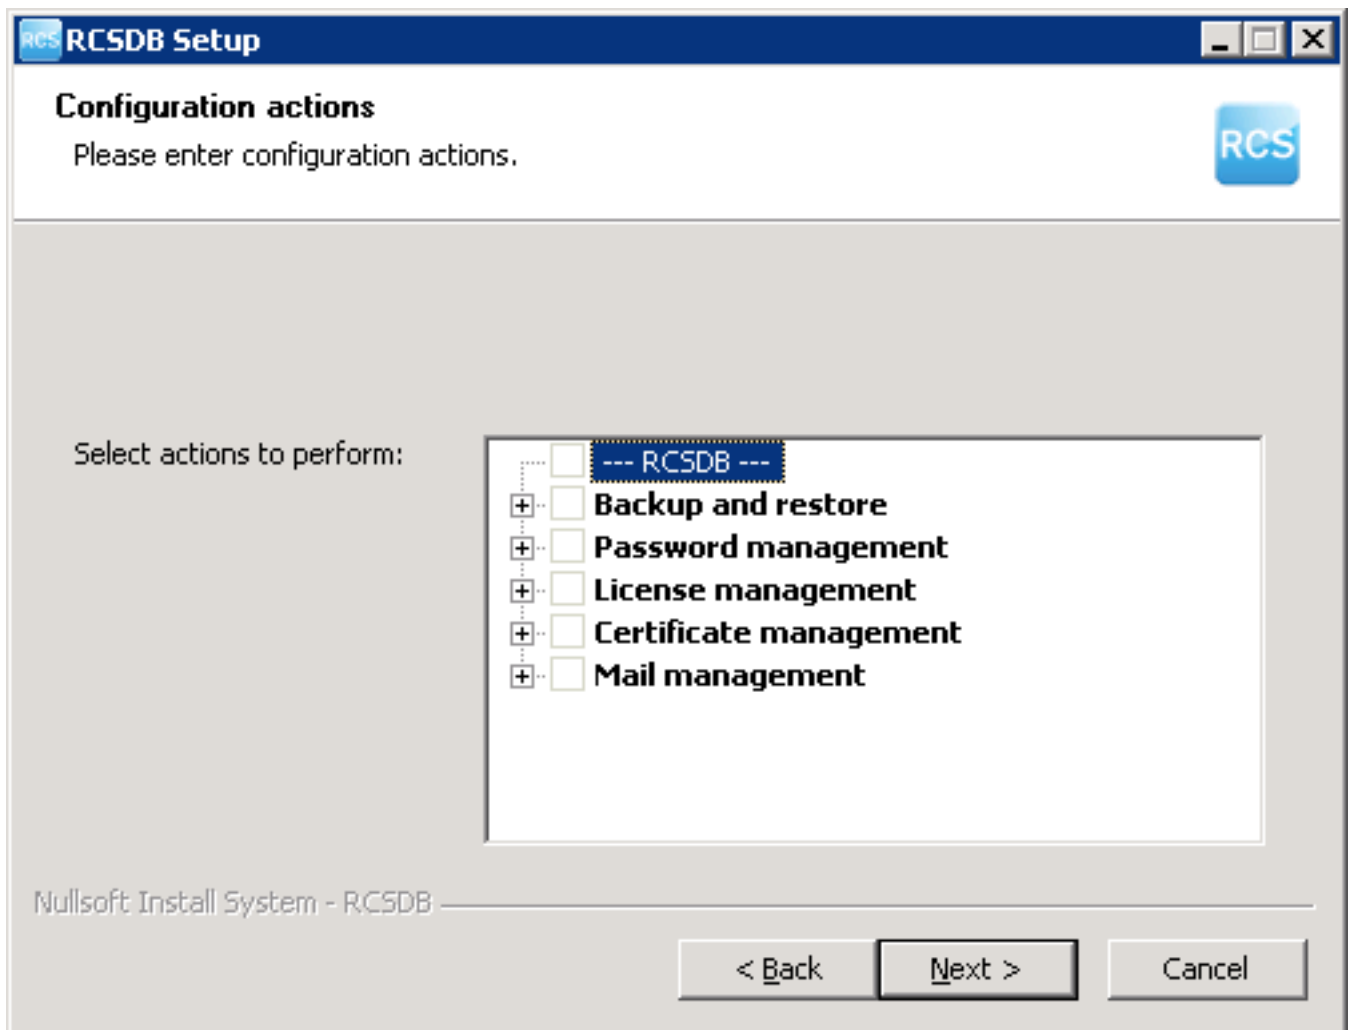 RCS RCSDB Setup
Configuration actions
Please enter configuration actions.
RCS
Select actions to perform:
--- RCSDB ---
Backup and restore
Password management
License management
Certificate management
Mail management
Nullsoft Install System - RCSDB
< Back
Next >
Cancel